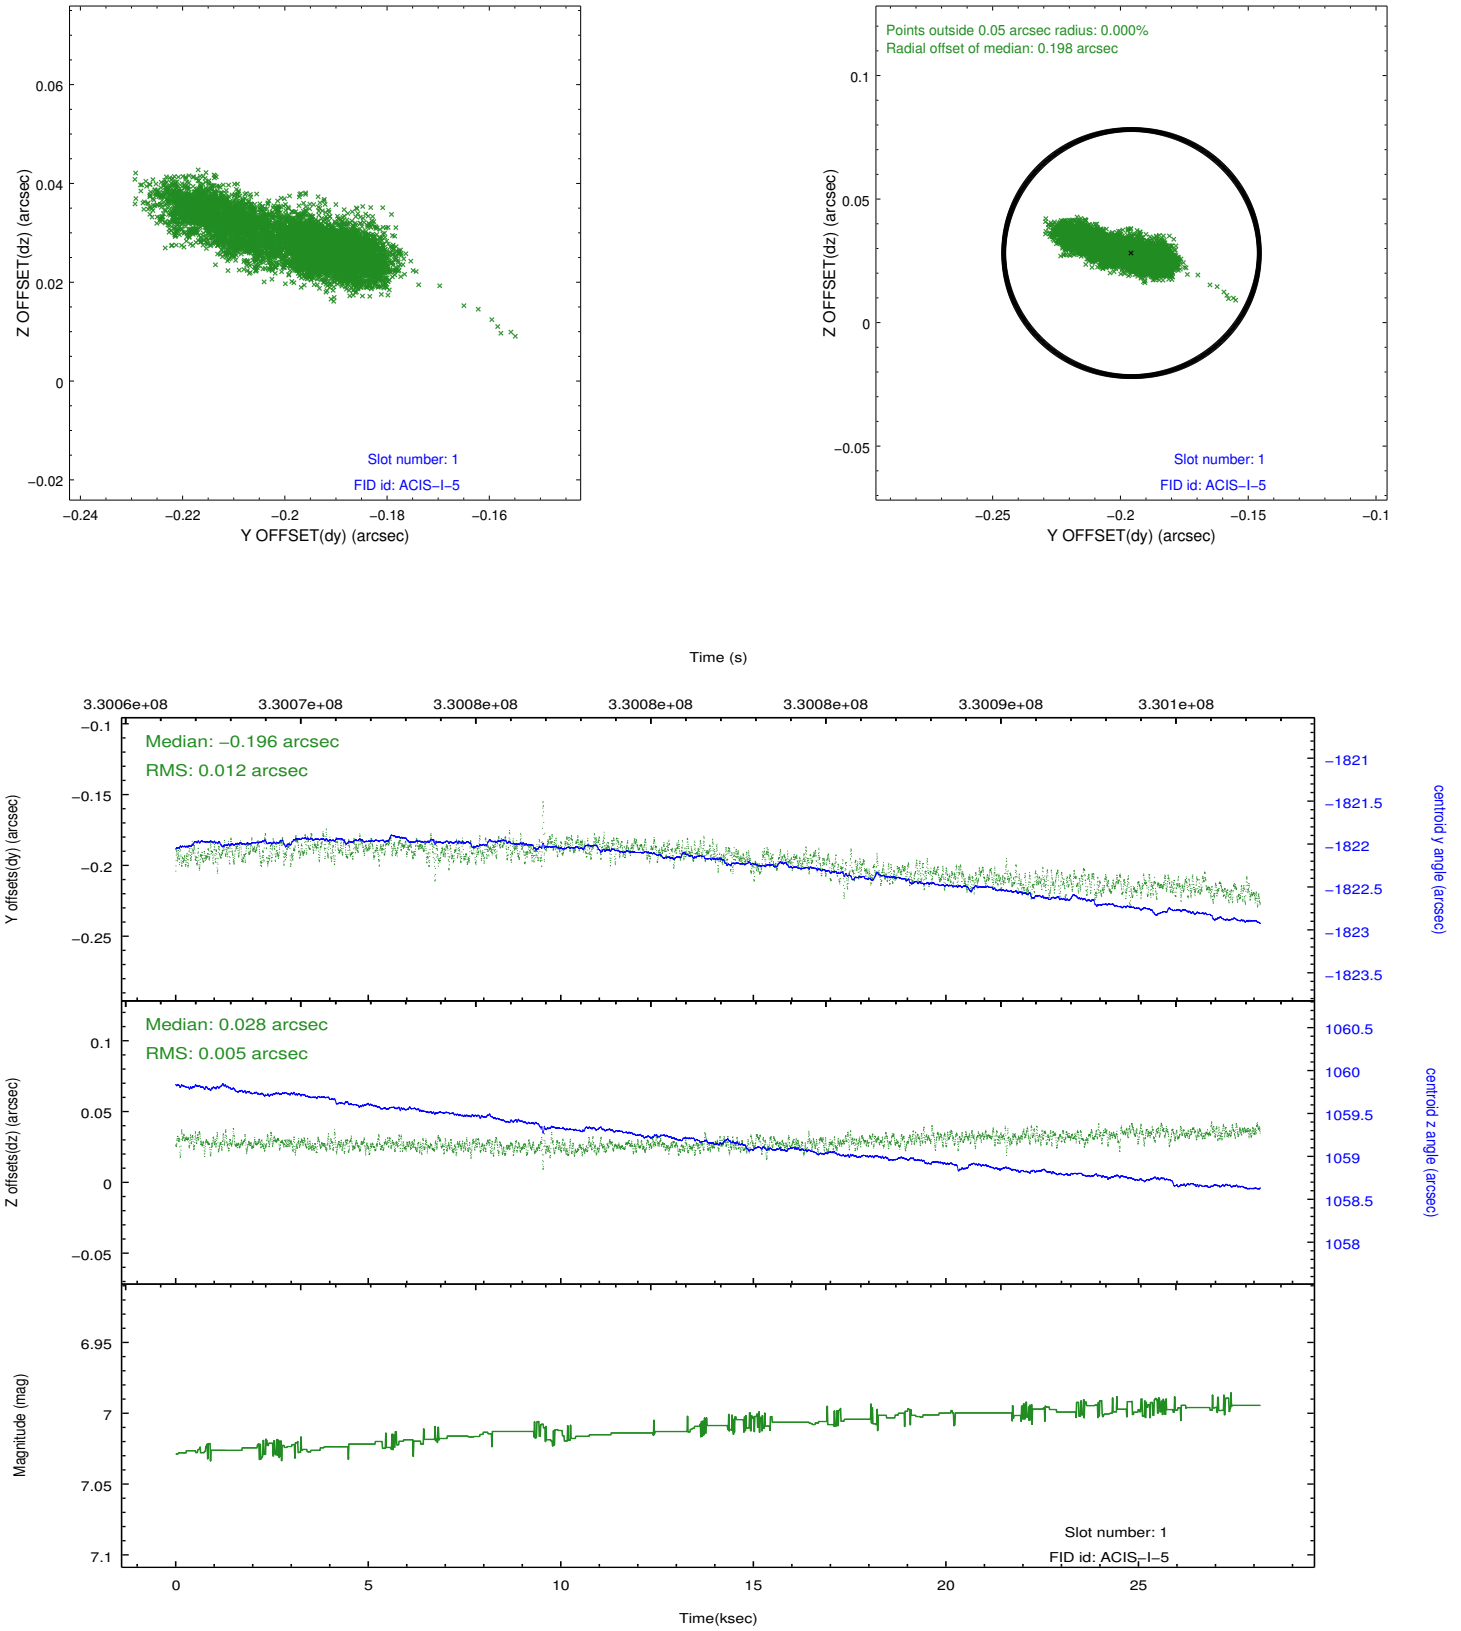 0.06
0.04
0.02
0
−0.02
Z OFFSET(dz) (arcsec)
Slot number: 1
FID id: ACIS−I−5
−0.24 −0.22 −0.2 −0.18 −0.16
Y OFFSET(dy) (arcsec)
Points outside 0.05 arcsec radius: 0.000%
Radial offset of median: 0.198 arcsec
0.1
0.05
0
−0.05
Z OFFSET(dz) (arcsec)
Slot number: 1
FID id: ACIS−I−5
−0.25 −0.2 −0.15 −0.1
Y OFFSET(dy) (arcsec)
Time (s)
3.3006e+08 3.3007e+08 3.3008e+08 3.3008e+08 3.3008e+08 3.3009e+08 3.301e+08
Median: −0.196 arcsec
RMS: 0.012 arcsec
−0.1
−0.15
−0.2
−0.25
Y offsets(dy) (arcsec)
−1821
−1821.5
−1822
−1822.5
−1823
−1823.5
centroid y angle (arcsec)
Median: 0.028 arcsec
RMS: 0.005 arcsec
0.1
0.05
0
−0.05
Z offsets(dz) (arcsec)
1060.5
1060
1059.5
1059
1058.5
1058
centroid z angle (arcsec)
6.95
7
7.05
7.1
Magnitude (mag)
Slot number: 1
FID id: ACIS−I−5
0 5 10 15 20 25
Time(ksec)